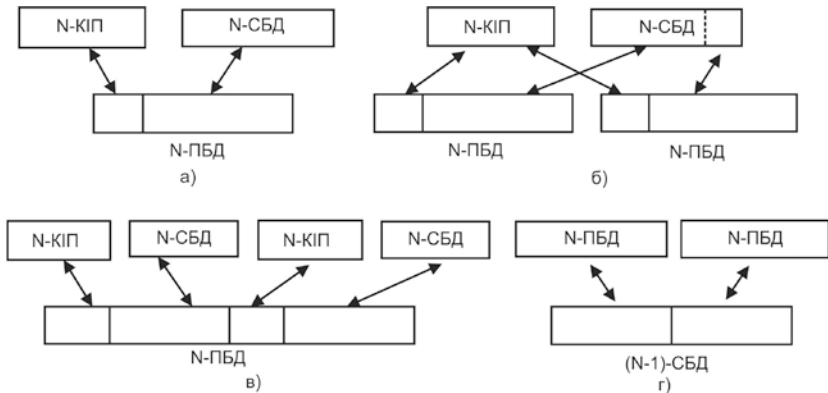 N-КІП N-СБД N-КІП N-СБД
N-ПБД N-ПБД N-ПБД
а) б)
N-КІП N-СБД N-КІП N-СБД N-ПБД N-ПБД
N-ПБД (N-1)-СБД
в) г)